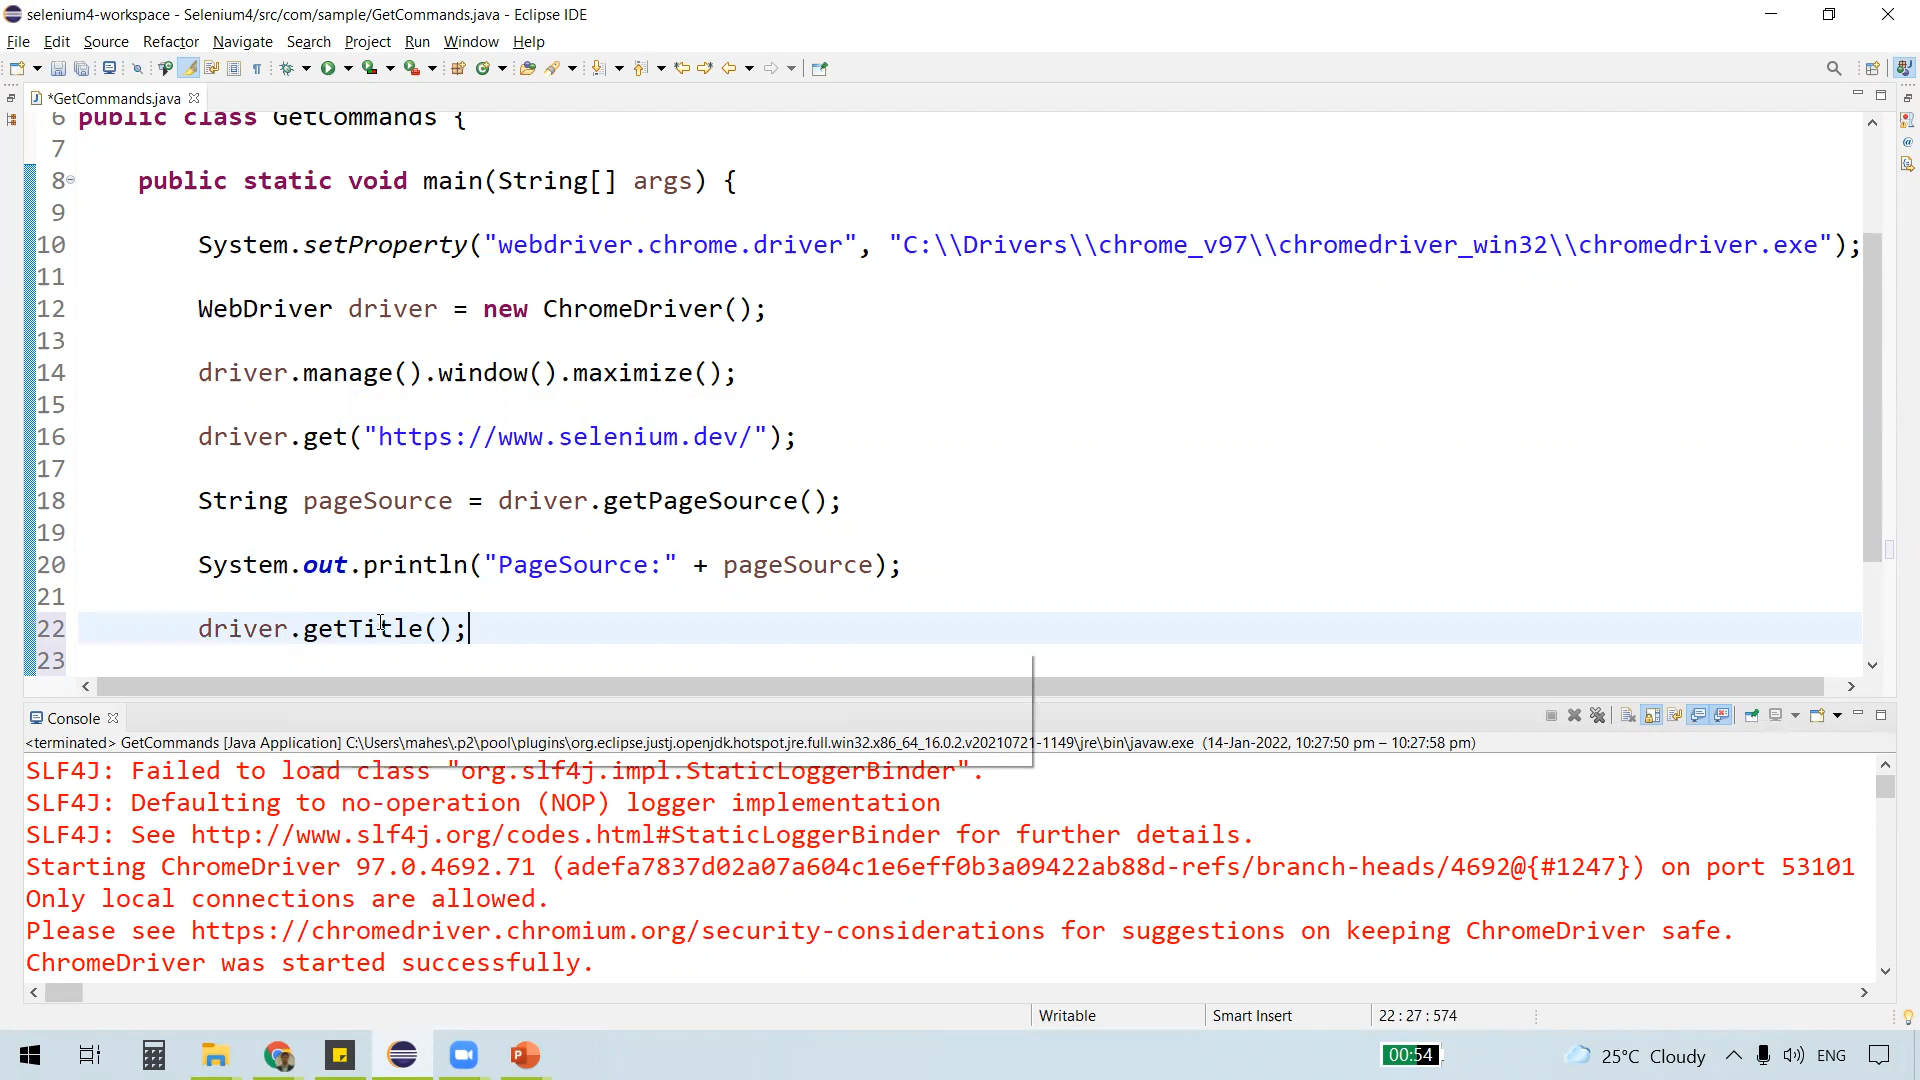 selenium4-workspace - Selenium4/src/com/sample/GetCommands.java - Eclipse IDE
File Edit Source Refactor Navigate Search Project Run Window Help
*GetCommands.java
6 public class GetCommands {
7
8 public static void main(String[] args) {
9
10 System.setProperty("webdriver.chrome.driver", "C:\\Drivers\\chrome_v97\\chromedriver_win32\\chromedriver.exe");
11
12 WebDriver driver = new ChromeDriver();
13
14 driver.manage().window().maximize();
15
16 driver.get("https://www.selenium.dev/");
17
18 String pageSource = driver.getPageSource();
19
20 System.out.println("PageSource:" + pageSource);
21
22 driver.getTitle();
23
Console
<terminated> GetCommands [Java Application] C:\Users\mahes\.p2\pool\plugins\org.eclipse.justj.openjdk.hotspot.jre.full.win32.x86_64_16.0.2.v20210721-1149\jre\bin\javaw.exe (14-Jan-2022, 10:27:50 pm – 10:27:58 pm)
SLF4J: Failed to load class "org.slf4j.impl.StaticLoggerBinder".
SLF4J: Defaulting to no-operation (NOP) logger implementation
SLF4J: See http://www.slf4j.org/codes.html#StaticLoggerBinder for further details.
Starting ChromeDriver 97.0.4692.71 (adefa7837d02a07a604c1e6eff0b3a09422ab88d-refs/branch-heads/4692@{#1247}) on port 53101
Only local connections are allowed.
Please see https://chromedriver.chromium.org/security-considerations for suggestions on keeping ChromeDriver safe.
ChromeDriver was started successfully.
Writable Smart Insert 22 : 27 : 574
00:54 25°C Cloudy ENG